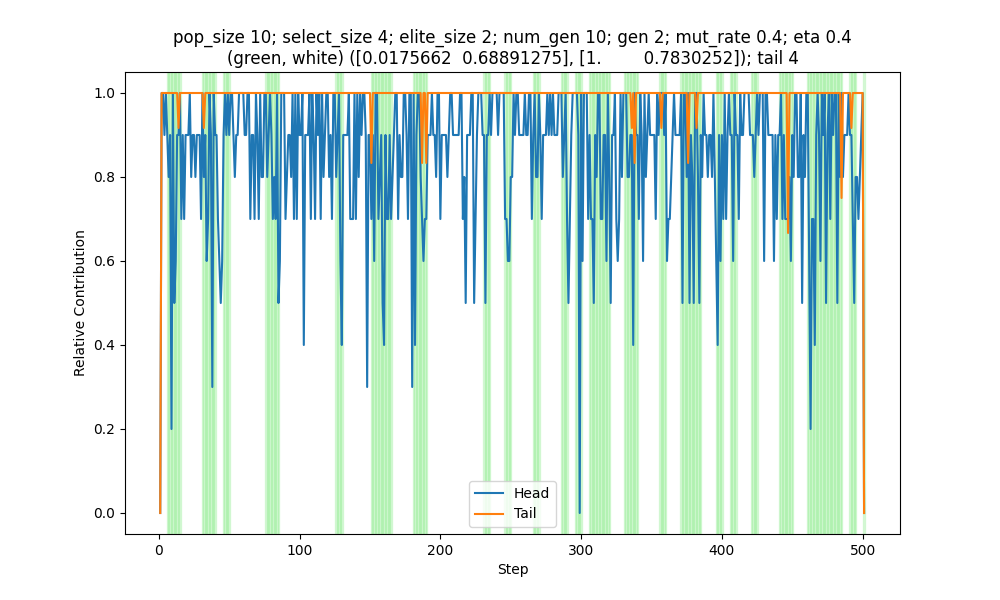 pop_size 10; select_size 4; elite_size 2; num_gen 10; gen 2; mut_rate 0.4; eta 0.4
(green, white) ([0.0175662  0.68891275], [1.        0.7830252]); tail 4
1.0
0.8
0.6
0.4
0.2
0.0
Relative Contribution
Head
Tail
0
100
200
300
400
500
Step